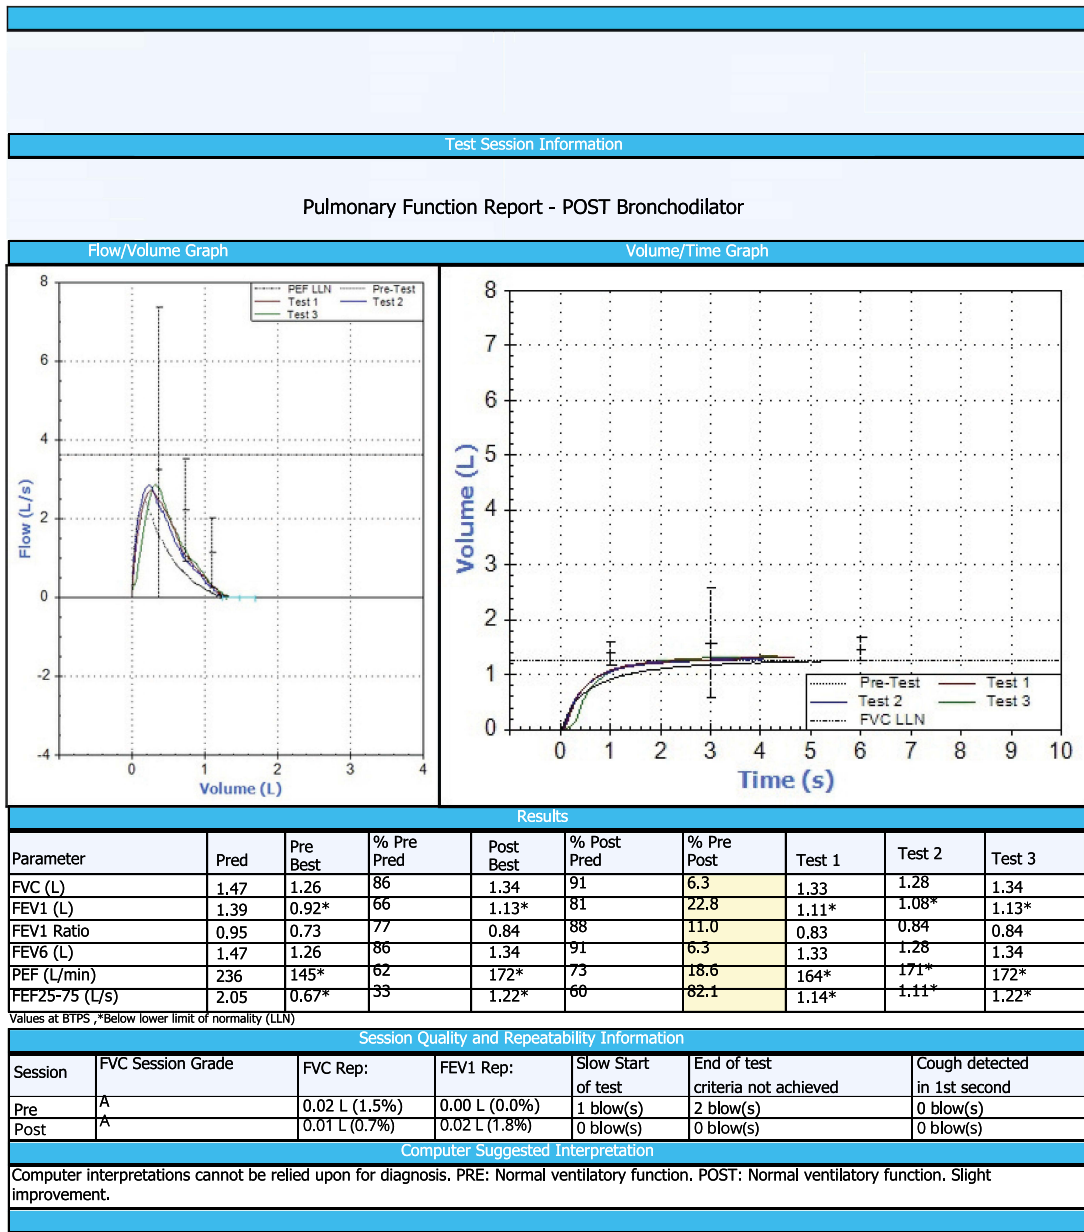 Test Session Information
Pulmonary Function Report - POST Bronchodilator
Flow/Volume Graph
Volume/Time Graph
8
6
4
2
0
-2
-4
Flow (L/s)
PEF LLN Pre-Test
Test 1 Test 2
Test 3
0 1 2 3 4
Volume (L)
8
7
6
5
4
3
2
1
0
Volume (L)
Pre-Test Test 1
Test 2 Test 3
FVC LLN
0 1 2 3 4 5 6 7 8 9 10
Time (s)
Results
Parameter Pred Pre Best % Pre Pred Post Best % Post Pred % Pre Post Test 1 Test 2 Test 3
FVC (L) 1.47 1.26 86 1.34 91 6.3 1.33 1.28 1.34
FEV1 (L) 1.39 0.92* 66 1.13* 81 22.8 1.11* 1.08* 1.13*
FEV1 Ratio 0.95 0.73 77 0.84 88 11.0 0.83 0.84 0.84
FEV6 (L) 1.47 1.26 86 1.34 91 6.3 1.33 1.28 1.34
PEF (L/min) 236 145* 62 172* 73 18.6 164* 171* 172*
FEF25-75 (L/s) 2.05 0.67* 33 1.22* 60 82.1 1.14* 1.11* 1.22*
Values at BTPS ,*Below lower limit of normality (LLN)
Session Quality and Repeatability Information
Session FVC Session Grade FVC Rep: FEV1 Rep: Slow Start of test End of test criteria not achieved Cough detected in 1st second
Pre A 0.02 L (1.5%) 0.00 L (0.0%) 1 blow(s) 2 blow(s) 0 blow(s)
Post A 0.01 L (0.7%) 0.02 L (1.8%) 0 blow(s) 0 blow(s) 0 blow(s)
Computer Suggested Interpretation
Computer interpretations cannot be relied upon for diagnosis. PRE: Normal ventilatory function. POST: Normal ventilatory function. Slight
improvement.